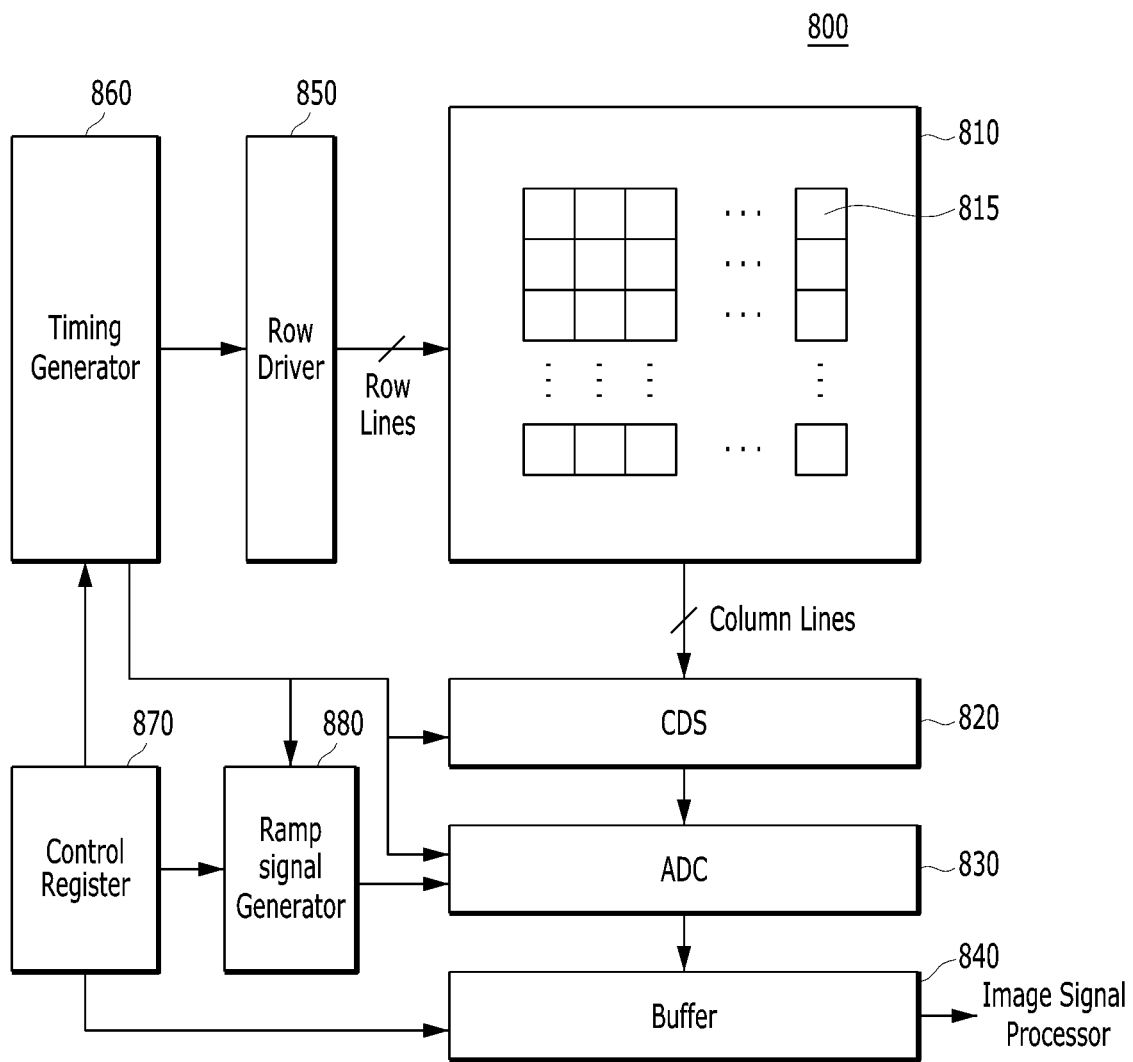 800
860
850
810
815
Timing
Generator
Row
Driver
Row
Lines
Column Lines
870
880
CDS
820
Control
Register
Ramp
signal
Generator
ADC
830
840
Buffer
Image Signal
Processor